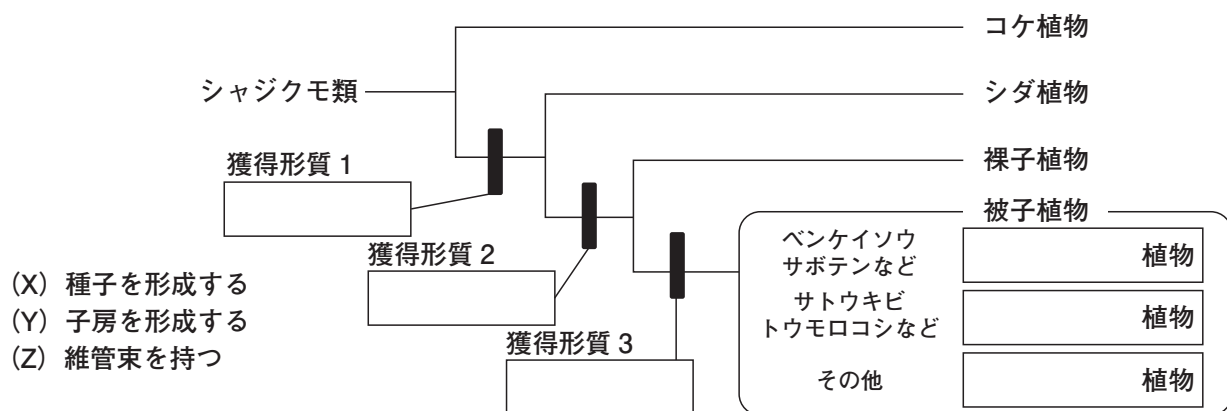 コケ植物
シャジクモ類
シダ植物
獲得形質 1
裸子植物
被子植物
獲得形質 2
ベンケイソウ
サボテンなど
植物
(X) 種子を形成する
(Y) 子房を形成する
(Z) 維管束を持つ
サトウキビ
トウモロコシなど
植物
獲得形質 3
その他
植物